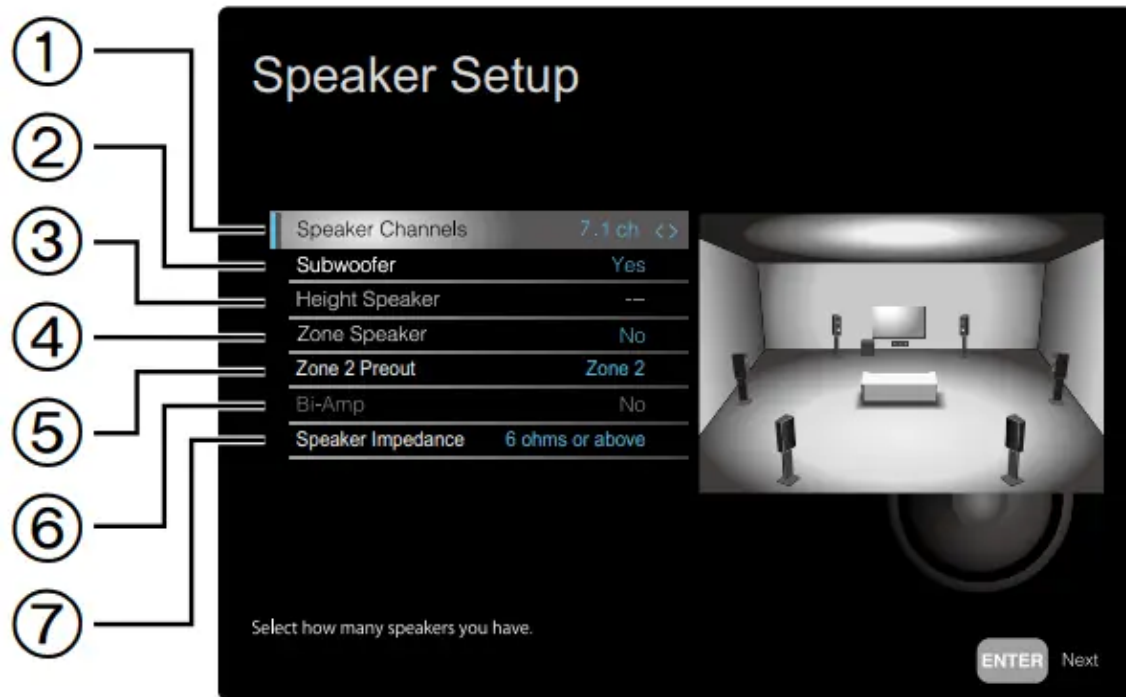 Speaker Setup
① Speaker Channels 7.1 ch <>
② Subwoofer Yes
③ Height Speaker ---
④ Zone Speaker No
⑤ Zone 2 Preout Zone 2
⑥ Bi-Amp No
⑦ Speaker Impedance 6 ohms or above
Select how many speakers you have.
ENTER Next